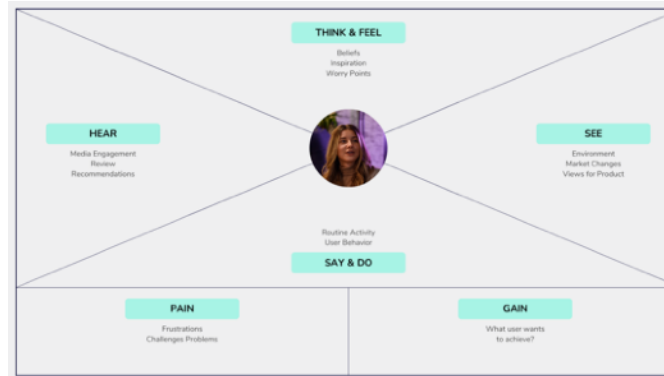 THINK & FEEL
Beliefs
Inspiration
Worry Points
HEAR
Media Engagement
Review
Recommendations
SEE
Environment
Market Changes
Views for Product
Routine Activity
User Behavior
SAY & DO
PAIN
Frustrations
Challenges Problems
GAIN
What user wants
to achieve?